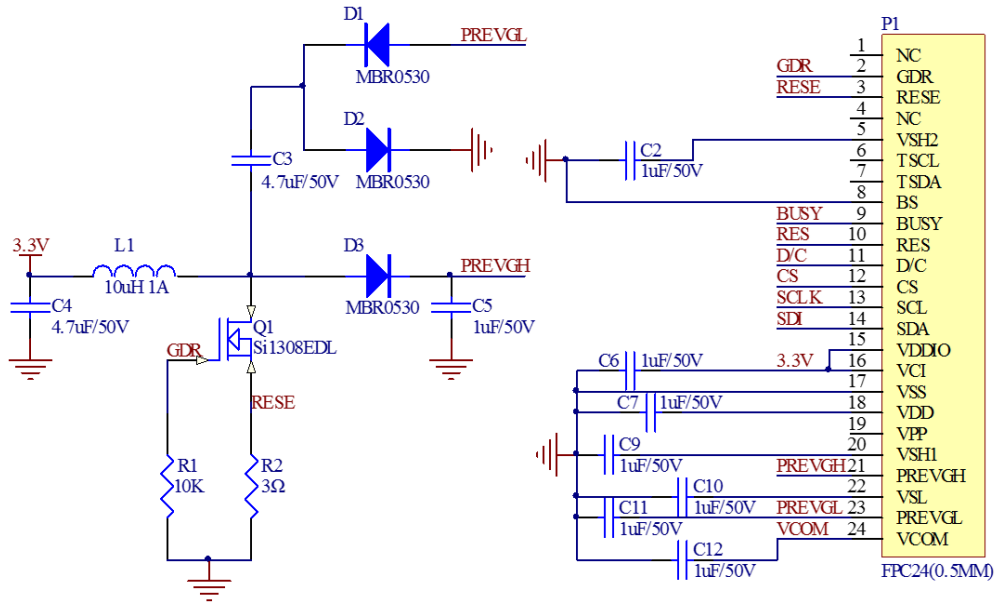 D1
PREVGL
MBR0530
D2
MBR0530
C3
4.7uF/50V
3.3V
L1
10uH 1A
D3
PREVGH
MBR0530
C4
4.7uF/50V
C5
1uF/50V
Q1
Si1308EDL
GDR
RESE
R1
10K
R2
3Ω
P1
1 NC
GDR 2 GDR
RESE 3 RESE
4 NC
5 VSH2
C2
1uF/50V
6 TSCL
7 TSDA
8 BS
BUSY 9 BUSY
RES 10 RES
D/C 11 D/C
CS 12 CS
SCLK 13 SCL
SDI 14 SDA
15 VDDIO
C6 1uF/50V 3.3V 16 VCI
17 VSS
C7 1uF/50V 18 VDD
19 VPP
C9 20 VSH1
1uF/50V PREVGH 21 PREVGH
C10 22 VSL
1uF/50V
C11 PREVGL 23 PREVGL
1uF/50V
VCOM 24 VCOM
C12
1uF/50V
FPC24(0.5MM)